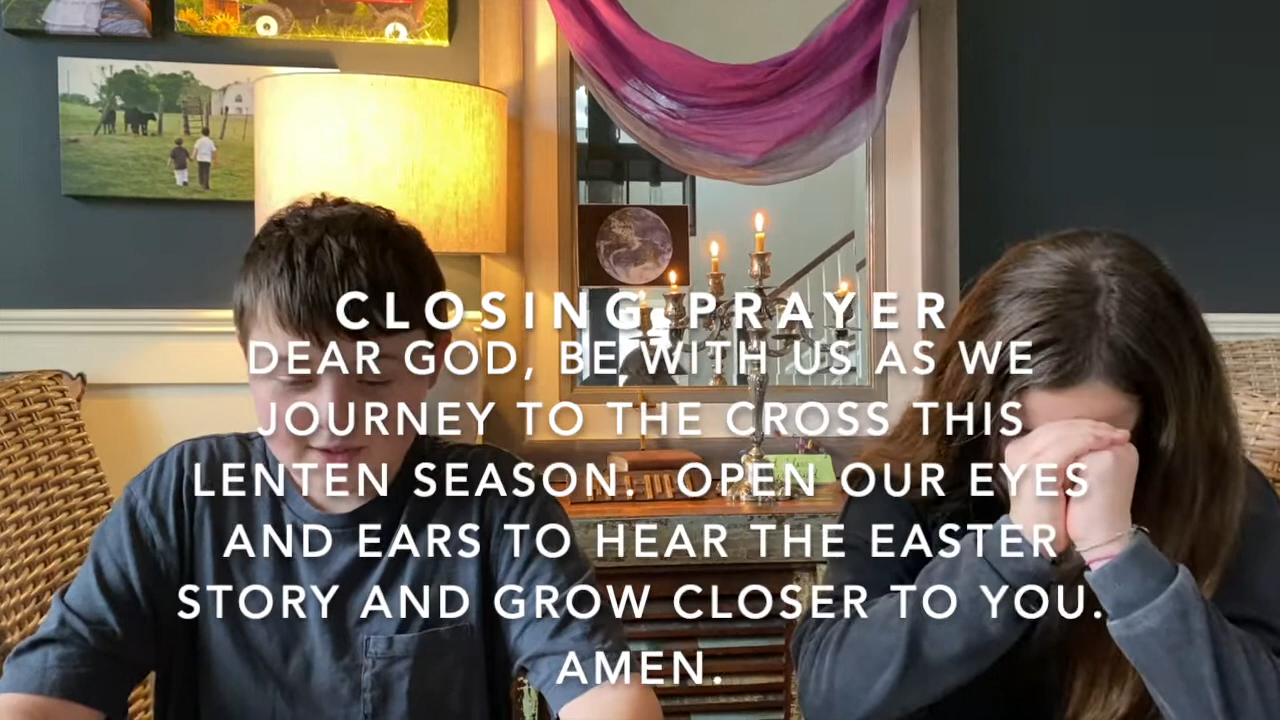 CLOSING PRAYER
DEAR GOD, BE WITH US AS WE
JOURNEY TO THE CROSS THIS
LENTEN SEASON. OPEN OUR EYES
AND EARS TO HEAR THE EASTER
STORY AND GROW CLOSER TO YOU.
AMEN.